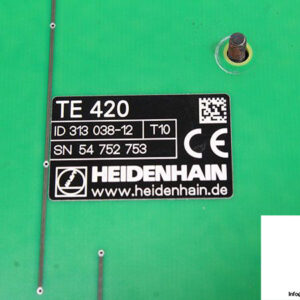 TE 420
ID 313 038-12 T10
SN 54 752 753
CE
HEIDENHAIN
www.heidenhain.de